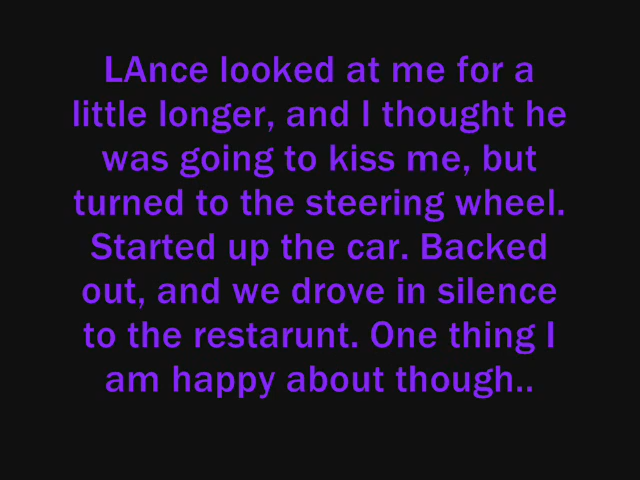 LAnce looked at me for a
little longer, and I thought he
was going to kiss me, but
turned to the steering wheel.
Started up the car. Backed
out, and we drove in silence
to the restarunt. One thing I
am happy about though..